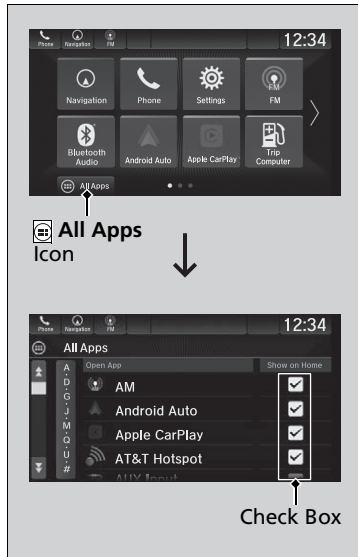 Phone Navigation FM 12:34
Navigation Phone Settings FM
Bluetooth Audio Android Auto Apple CarPlay Trip Computer
All Apps
All Apps
Icon
Phone Navigation FM 12:34
All Apps
Open App Show on Home
A
D
G
J
M
Q
U
#
AM
Android Auto
Apple CarPlay
AT&T Hotspot
AUX Input
Check Box